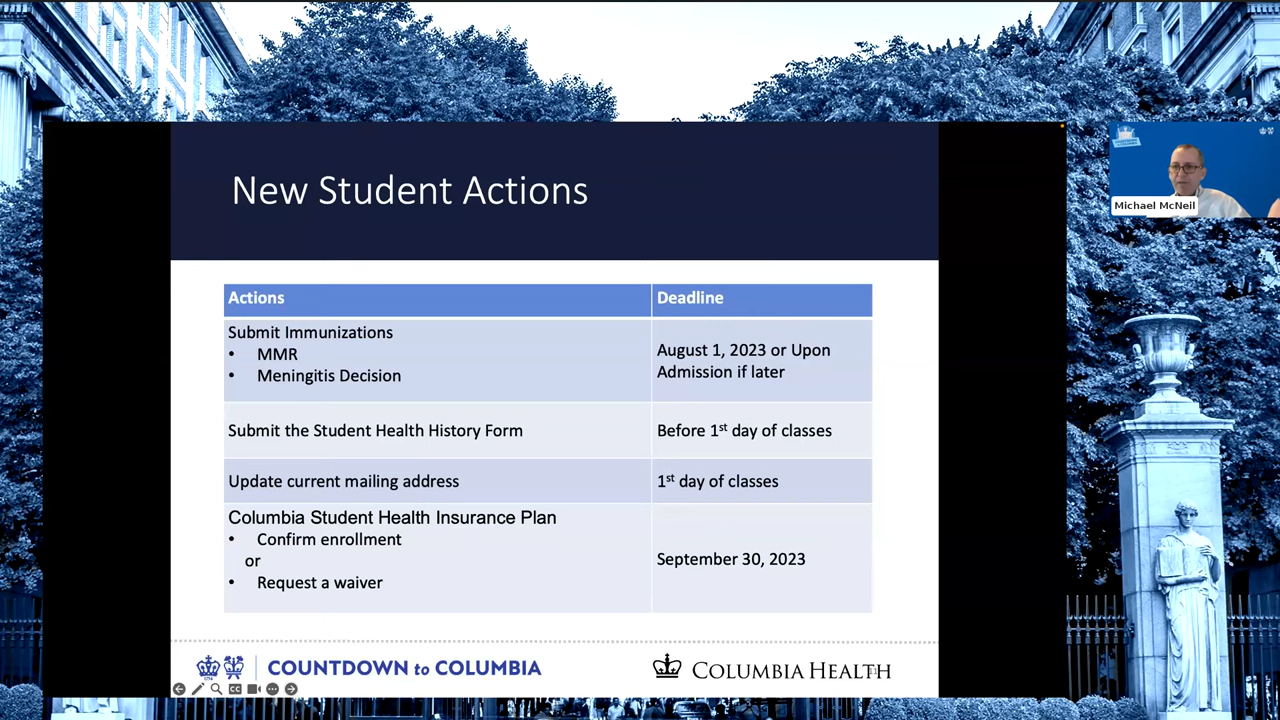 New Student Actions
Michael McNeil
Actions
Deadline
Submit Immunizations
• MMR
• Meningitis Decision
August 1, 2023 or Upon
Admission if later
Submit the Student Health History Form
Before 1st day of classes
Update current mailing address
1st day of classes
Columbia Student Health Insurance Plan
• Confirm enrollment
or
• Request a waiver
September 30, 2023
COUNTDOWN to COLUMBIA
COLUMBIA HEALTH